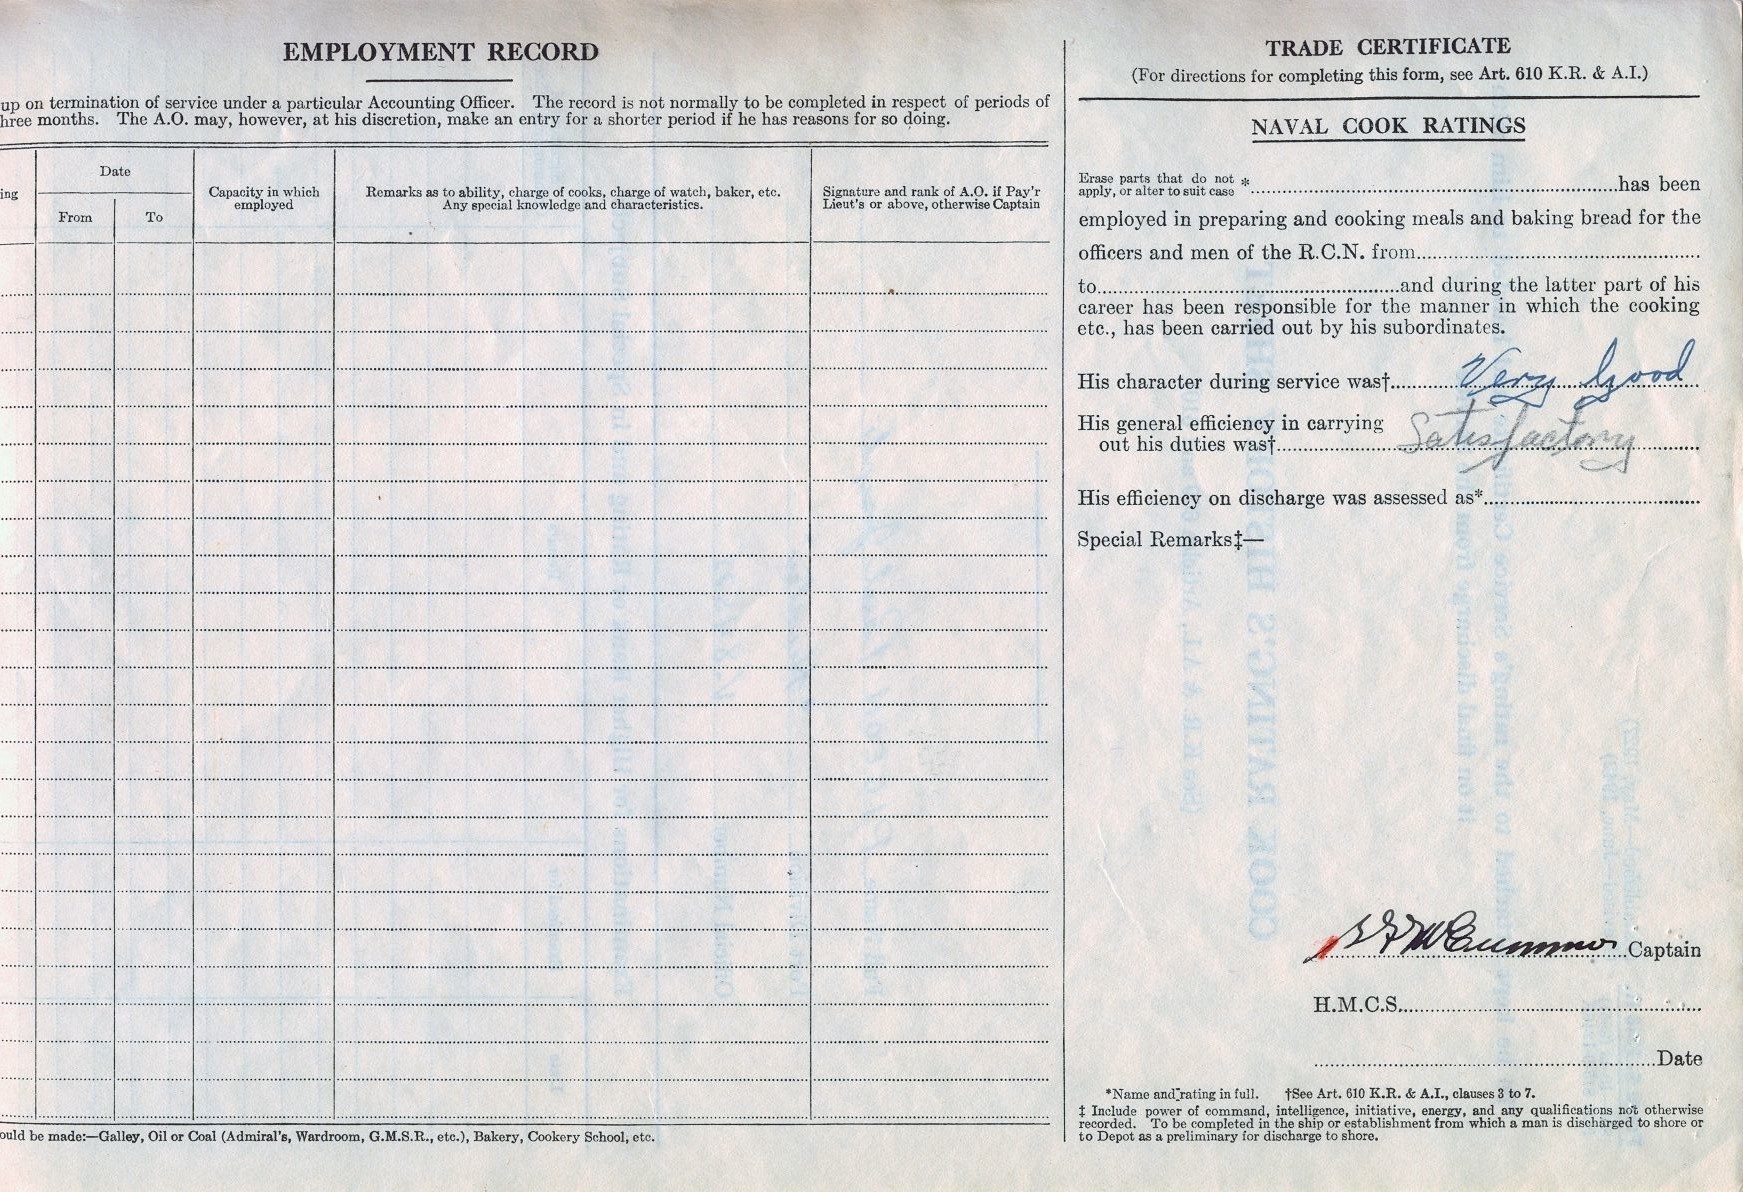 EMPLOYMENT RECORD
up on termination of service under a particular Accounting Officer. The record is not normally to be completed in respect of periods of
hree months. The A.O. may, however, at his discretion, make an entry for a shorter period if he has reasons for so doing.
ing
Date
From
To
Capacity in which
employed
Remarks as to ability, charge of cooks, charge of watch, baker, etc.
Any special knowledge and characteristics.
Signature and rank of A.O. if Pay'r
Lieut's or above, otherwise Captain
ould be made:—Galley, Oil or Coal (Admiral's, Wardroom, G.M.S.R., etc.), Bakery, Cookery School, etc.
TRADE CERTIFICATE
(For directions for completing this form, see Art. 610 K.R. & A.I.)
NAVAL COOK RATINGS
Erase parts that do not
apply, or alter to suit case
*has been
employed in preparing and cooking meals and baking bread for the
officers and men of the R.C.N. from
to and during the latter part of his
career has been responsible for the manner in which the cooking
etc., has been carried out by his subordinates.
His character during service was† Very Good
His general efficiency in carrying
out his duties was† Satisfactory
His efficiency on discharge was assessed as*
Special Remarks‡—
Captain
H.M.C.S.
Date
*Name and rating in full. †See Art. 610 K.R. & A.I., clauses 3 to 7.
‡ Include power of command, intelligence, initiative, energy, and any qualifications not otherwise
recorded. To be completed in the ship or establishment from which a man is discharged to shore or
to Depot as a preliminary for discharge to shore.